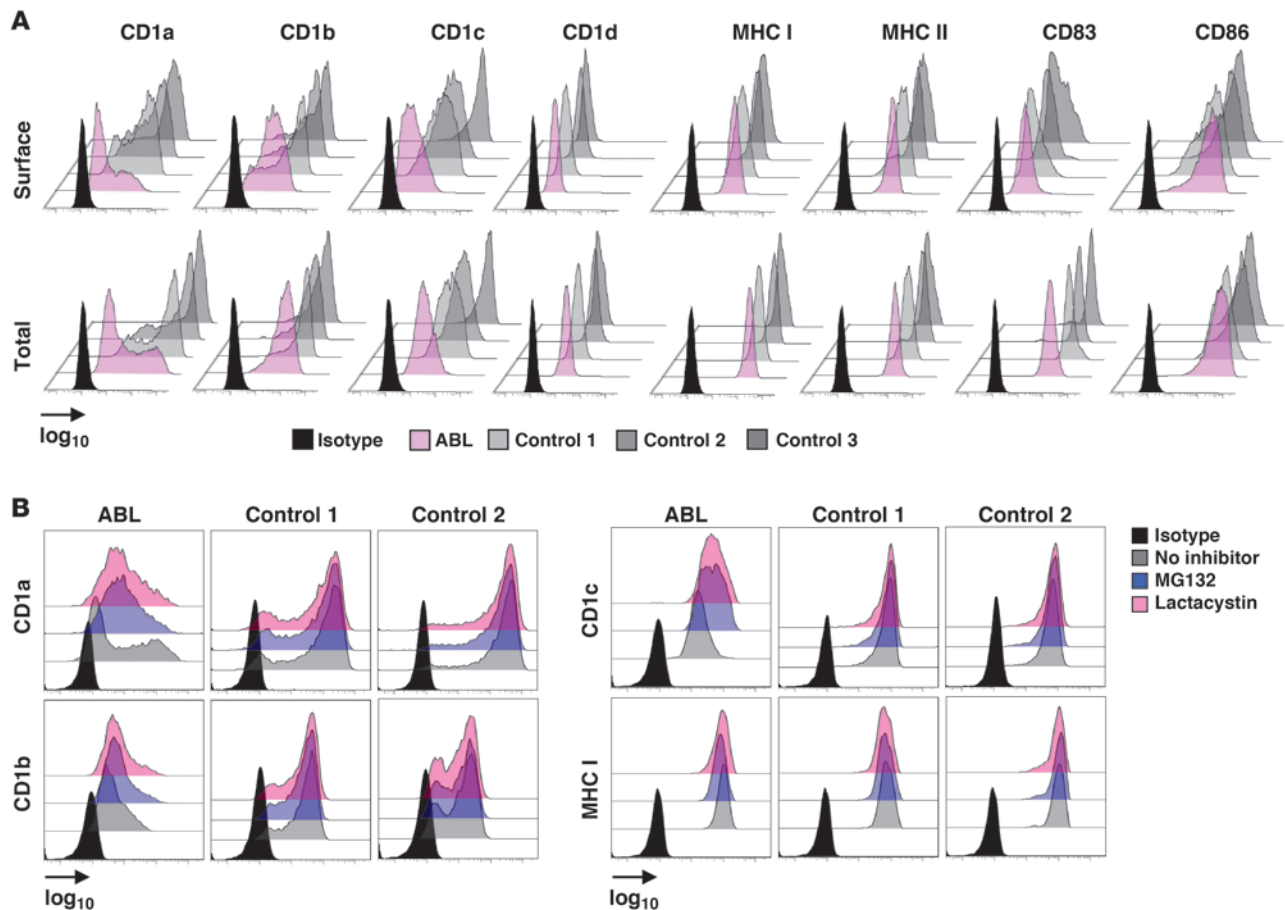 A
CD1a CD1b CD1c CD1d MHC I MHC II CD83 CD86
Surface
Total
log10
Isotype ABL Control 1 Control 2 Control 3
B
ABL Control 1 Control 2 ABL Control 1 Control 2
Isotype
No inhibitor
MG132
Lactacystin
CD1a
CD1c
CD1b
MHC I
log10 log10